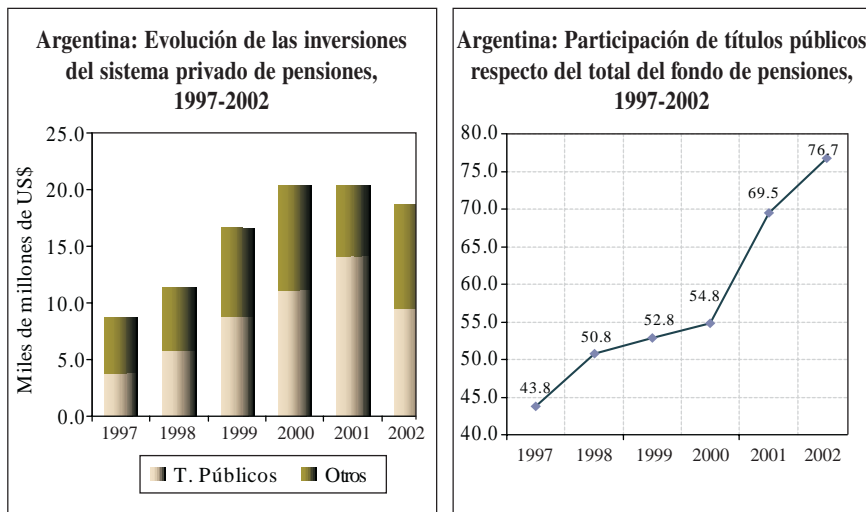 Argentina: Evolución de las inversiones
del sistema privado de pensiones,
1997-2002
Miles de millones de US$
25.0
20.0
15.0
10.0
5.0
0.0
1997 1998 1999 2000 2001 2002
T. Públicos Otros
Argentina: Participación de títulos públicos
respecto del total del fondo de pensiones,
1997-2002
80.0
75.0
70.0
65.0
60.0
55.0
50.0
45.0
40.0
43.8
50.8
52.8
54.8
69.5
76.7
1997 1998 1999 2000 2001 2002